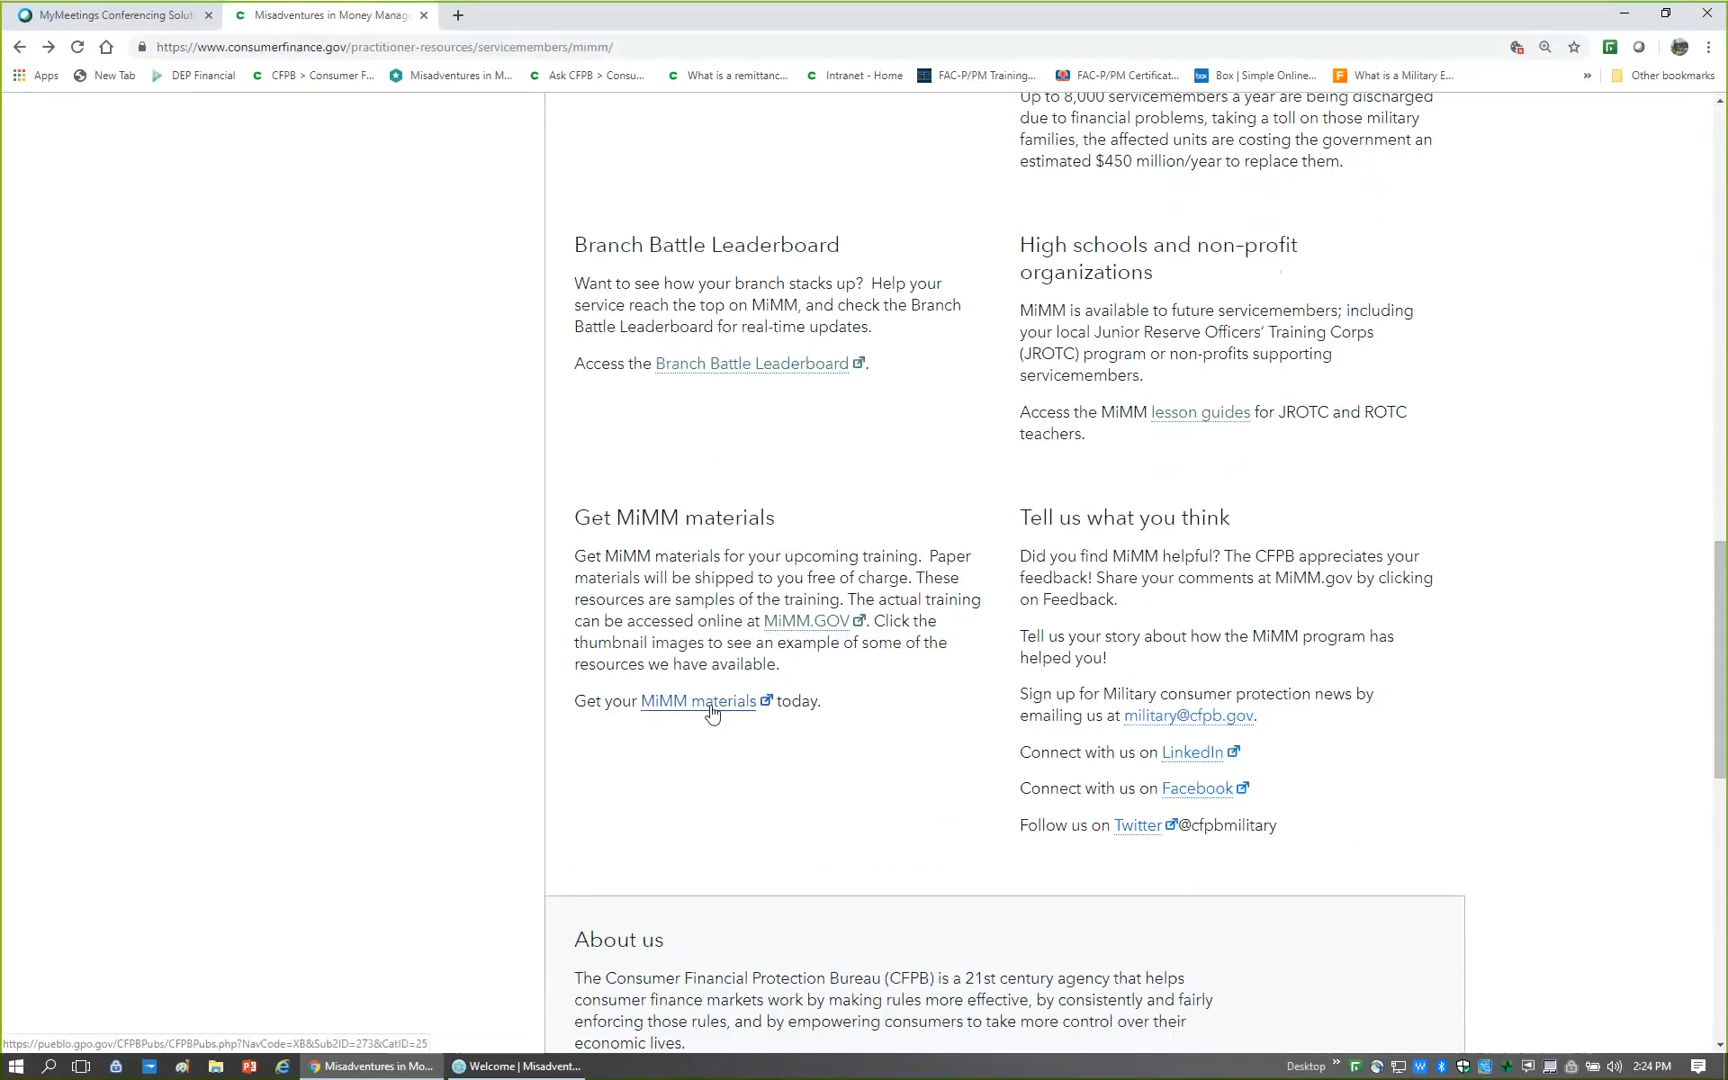 MyMeetings Conferencing Solut
Misadventures in Money Manag
https://www.consumerfinance.gov/practitioner-resources/servicemembers/mimm/
Apps
New Tab
DEP Financial
CFPB > Consumer F...
Misadventures in M...
Ask CFPB > Consu...
What is a remittanc...
Intranet - Home
FAC-P/PM Training...
FAC-P/PM Certificat...
Box | Simple Online...
What is a Military E...
»
Other bookmarks
Up to 8,000 servicemembers a year are being discharged
due to financial problems, taking a toll on those military
families, the affected units are costing the government an
estimated $450 million/year to replace them.
Branch Battle Leaderboard
Want to see how your branch stacks up? Help your
service reach the top on MiMM, and check the Branch
Battle Leaderboard for real-time updates.
Access the Branch Battle Leaderboard.
High schools and non-profit
organizations
MiMM is available to future servicemembers; including
your local Junior Reserve Officers' Training Corps
(JROTC) program or non-profits supporting
servicemembers.
Access the MiMM lesson guides for JROTC and ROTC
teachers.
Get MiMM materials
Get MiMM materials for your upcoming training. Paper
materials will be shipped to you free of charge. These
resources are samples of the training. The actual training
can be accessed online at MiMM.GOV. Click the
thumbnail images to see an example of some of the
resources we have available.
Get your MiMM materials today.
Tell us what you think
Did you find MiMM helpful? The CFPB appreciates your
feedback! Share your comments at MiMM.gov by clicking
on Feedback.
Tell us your story about how the MiMM program has
helped you!
Sign up for Military consumer protection news by
emailing us at military@cfpb.gov.
Connect with us on LinkedIn
Connect with us on Facebook
Follow us on Twitter @cfpbmilitary
About us
The Consumer Financial Protection Bureau (CFPB) is a 21st century agency that helps
consumer finance markets work by making rules more effective, by consistently and fairly
enforcing those rules, and by empowering consumers to take more control over their
economic lives.
https://pueblo.gpo.gov/CFPBPubs/CFPBPubs.php?NavCode=XB&Sub2ID=273&CatID=25
Misadventures in Mo...
Welcome | Misadvent...
Desktop
2:24 PM